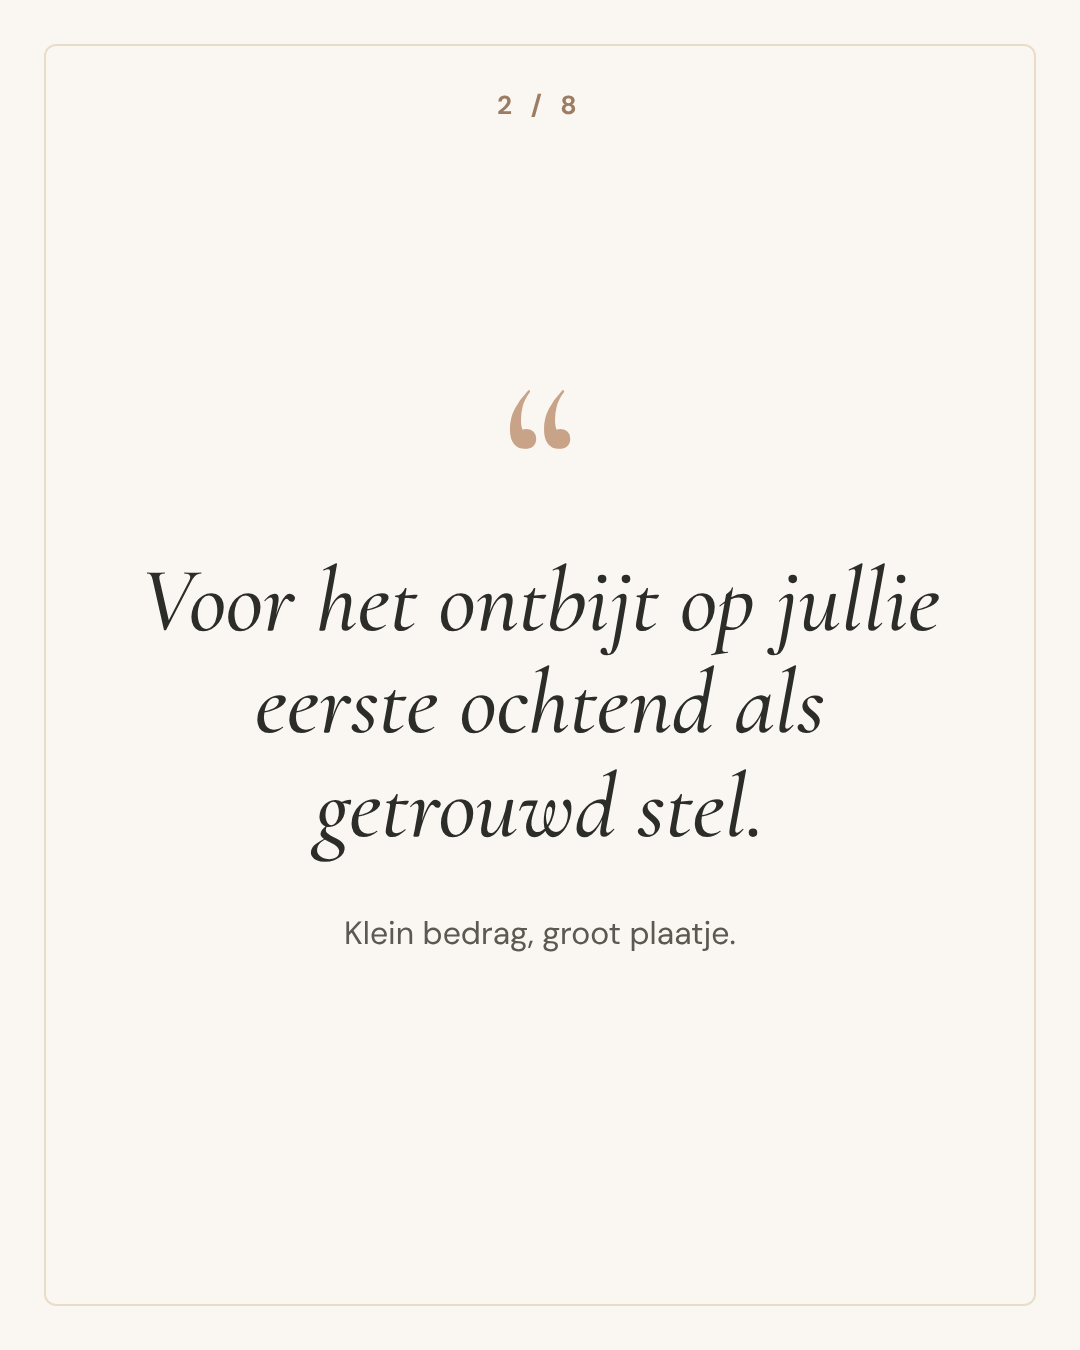 2 / 8
“
Voor het ontbijt op jullie
eerste ochtend als
getrouwd stel.
Klein bedrag, groot plaatje.